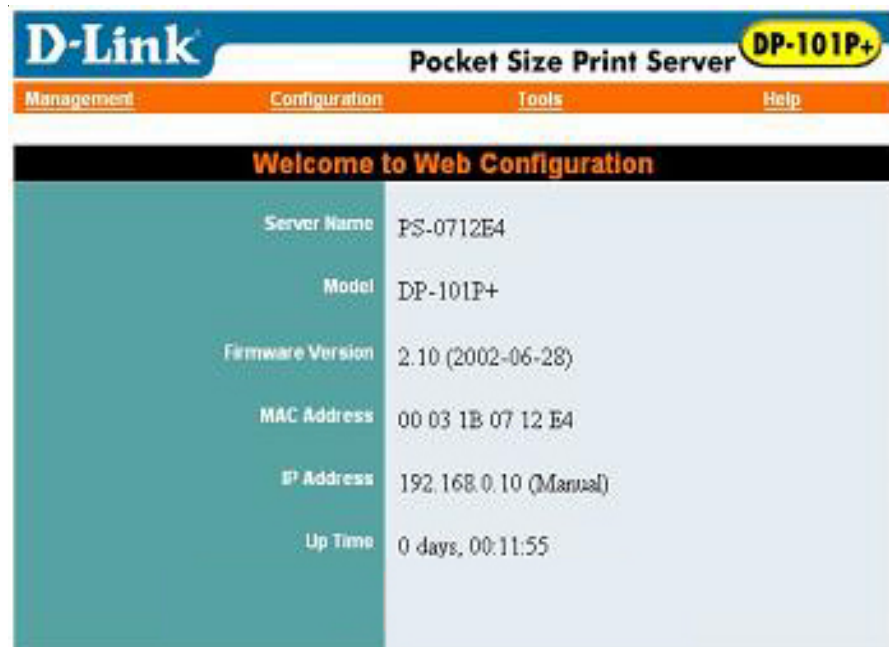 D-Link
Pocket Size Print Server DP-101P+
Management Configuration Tools Help
Welcome to Web Configuration
Server Name PS-0712E4
Model DP-101P+
Firmware Version 2.10 (2002-06-28)
MAC Address 00 03 1B 07 12 E4
IP Address 192.168.0.10 (Manual)
Up Time 0 days, 00:11:55